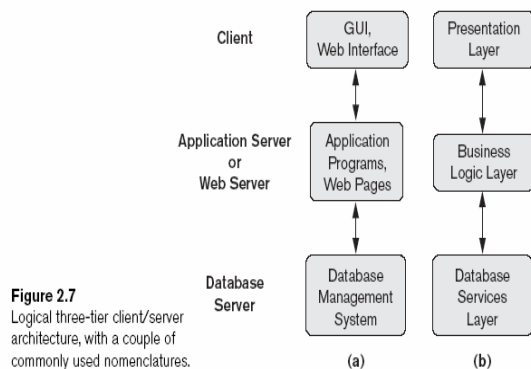 Client
GUI,
Web Interface
Presentation
Layer
Application Server
or
Web Server
Application
Programs,
Web Pages
Business
Logic Layer
Database
Server
Database
Management
System
Database
Services
Layer
Figure 2.7
Logical three-tier client/server
architecture, with a couple of
commonly used nomenclatures.
(a)
(b)